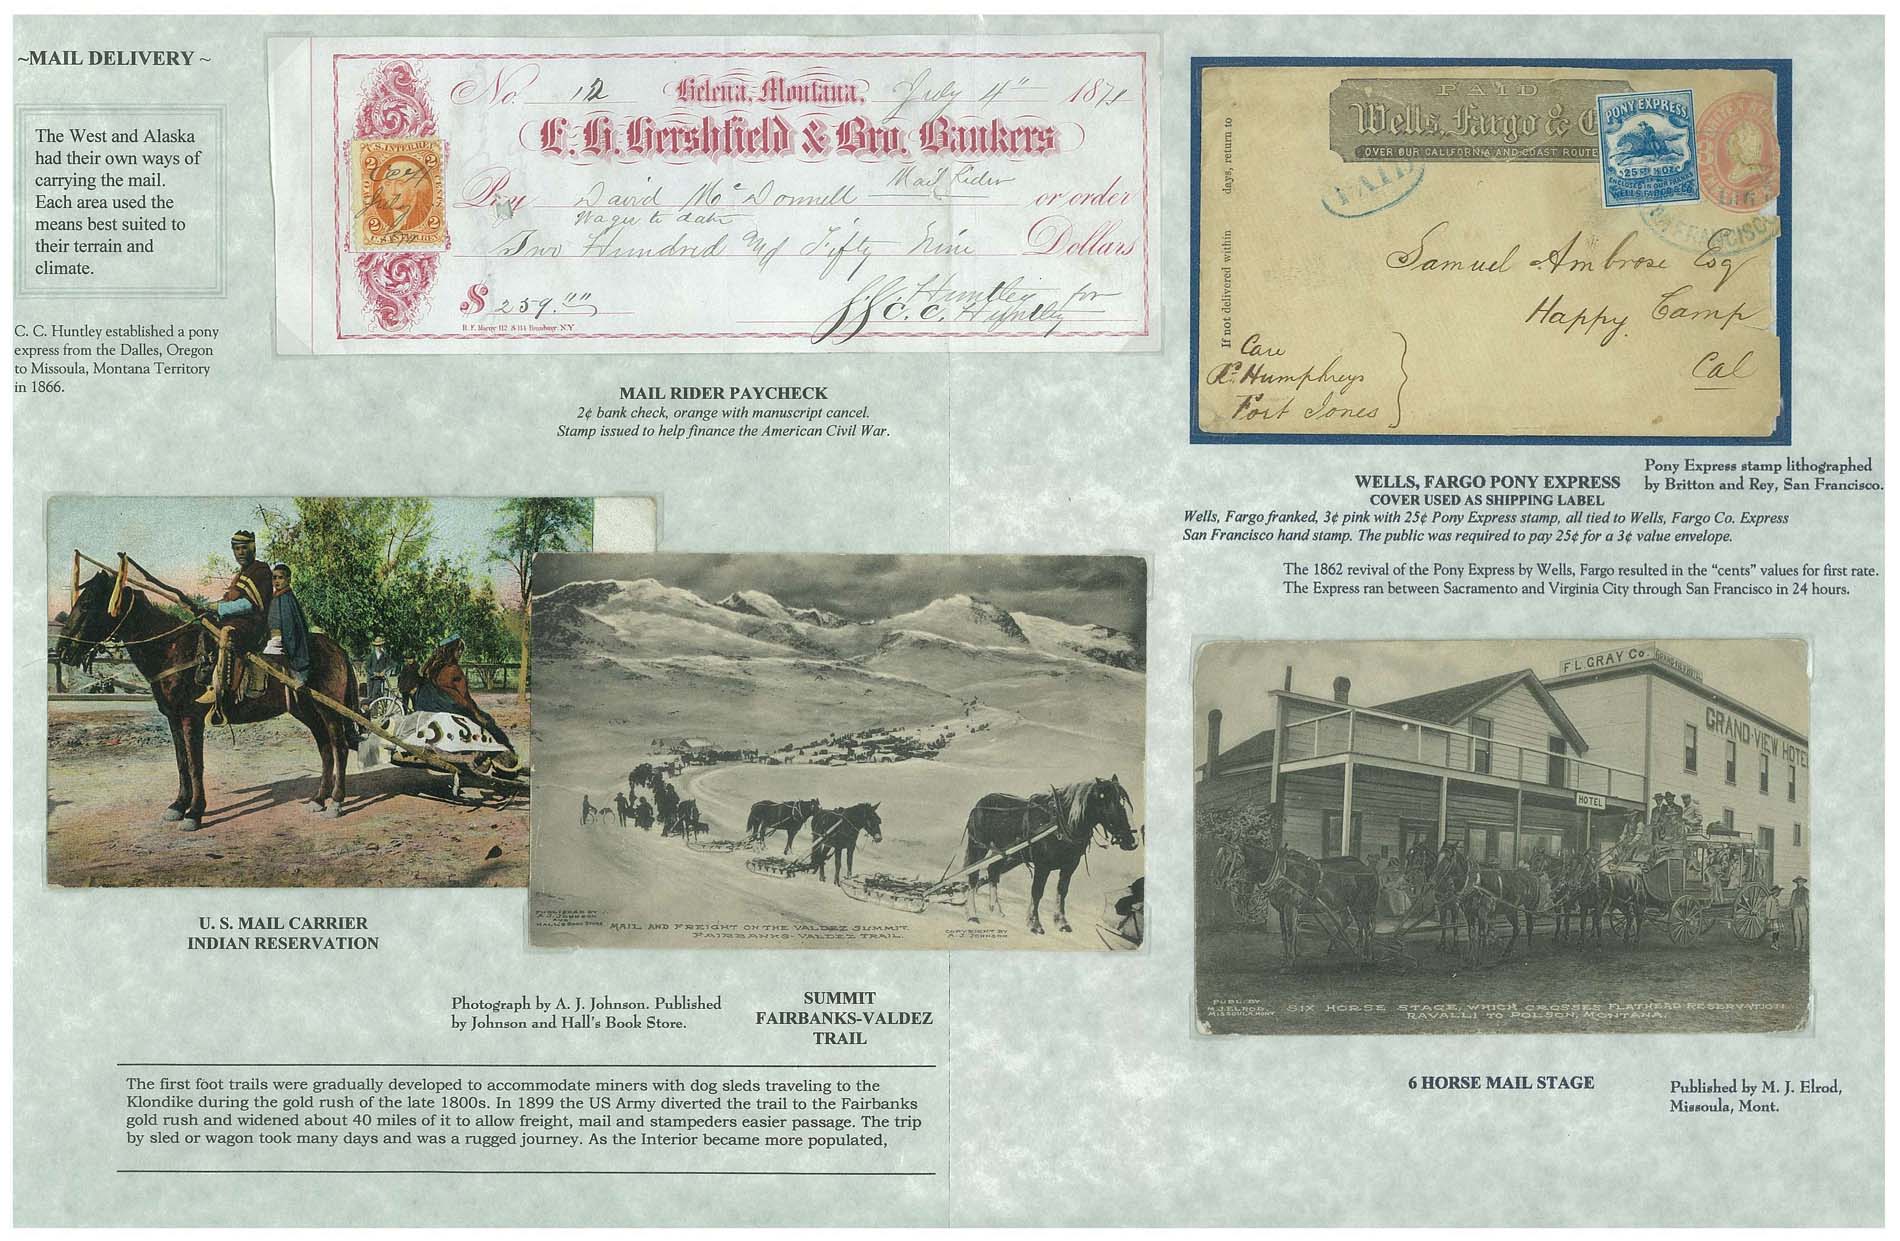 ~MAIL DELIVERY ~
The West and Alaska
had their own ways of
carrying the mail.
Each area used the
means best suited to
their terrain and
climate.
C. C. Huntley established a pony
express from the Dalles, Oregon
to Missoula, Montana Territory
in 1866.
No. 12 Helena, Montana, July 4" 1871
L. H. Hershfield & Bro. Bankers
Pay David Mc Donnell Mail Rider or order
Wages to date
Two Hundred and Fifty Nine Dollars
$ 259.""
Huntley for
C. C. Huntley
U.S. INTER. REV.
2 2
2 2
MAIL RIDER PAYCHECK
2¢ bank check, orange with manuscript cancel.
Stamp issued to help finance the American Civil War.
PAID
Wells, Fargo & C
OVER OUR CALIFORNIA AND COAST ROUTE
PONY EXPRESS
25 ¢ ½ OZ
ENCLOSED IN OUR FRANKS
WELLS FARGO & CO
PAID
SAN FRANCISCO
If not delivered within days, return to
Samuel Ambrose Esq
Happy Camp
Cal
Care
Humphreys
Fort Jones
WELLS, FARGO PONY EXPRESS
COVER USED AS SHIPPING LABEL
Pony Express stamp lithographed
by Britton and Rey, San Francisco.
Wells, Fargo franked, 3¢ pink with 25¢ Pony Express stamp, all tied to Wells, Fargo Co. Express
San Francisco hand stamp. The public was required to pay 25¢ for a 3¢ value envelope.
The 1862 revival of the Pony Express by Wells, Fargo resulted in the “cents” values for first rate.
The Express ran between Sacramento and Virginia City through San Francisco in 24 hours.
U. S. MAIL CARRIER
INDIAN RESERVATION
PUBLISHED BY
A. J. JOHNSON
AND
HALL'S BOOK STORE
MAIL AND FREIGHT ON THE VALDEZ SUMMIT.
FAIRBANKS-VALDEZ TRAIL.
COPYRIGHT BY
A. J. JOHNSON
Photograph by A. J. Johnson. Published
by Johnson and Hall's Book Store.
SUMMIT
FAIRBANKS-VALDEZ
TRAIL
The first foot trails were gradually developed to accommodate miners with dog sleds traveling to the
Klondike during the gold rush of the late 1800s. In 1899 the US Army diverted the trail to the Fairbanks
gold rush and widened about 40 miles of it to allow freight, mail and stampeders easier passage. The trip
by sled or wagon took many days and was a rugged journey. As the Interior became more populated,
F.L. GRAY CO.
GRAND-VIEW HOTEL
HOTEL
PUBL. BY
M.J. ELROD,
MISSOULA, MONT.
SIX HORSE STAGE, WHICH CROSSES FLATHEAD RESERVATION
RAVALLI TO POLSON, MONTANA.
6 HORSE MAIL STAGE
Published by M. J. Elrod,
Missoula, Mont.